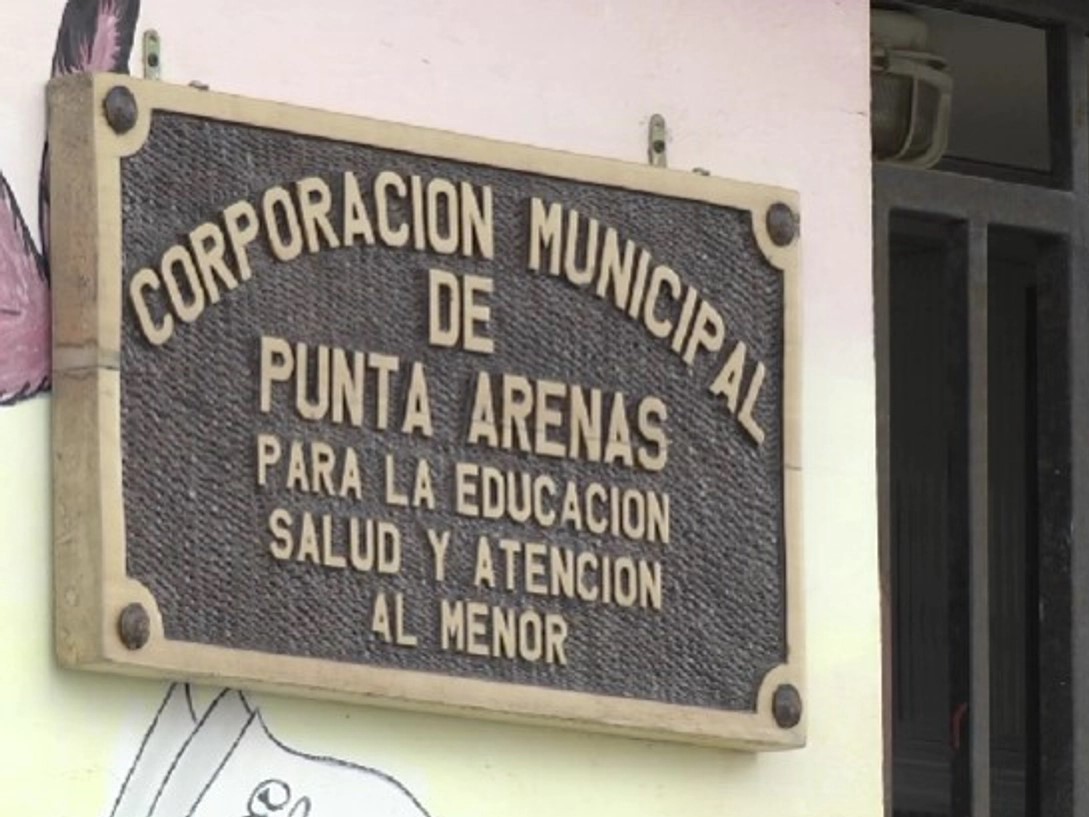 CORPORACION MUNICIPAL
DE
PUNTA ARENAS
PARA LA EDUCACION
SALUD Y ATENCION
AL MENOR